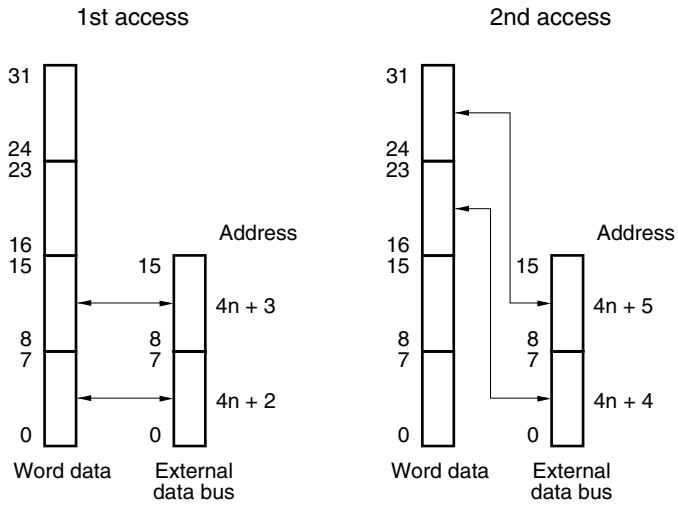 1st access
31
24
23
16
15
8
7
0
Address
15
4n + 3
8
7
4n + 2
0
Word data
External
data bus
2nd access
31
24
23
16
15
8
7
0
Address
15
4n + 5
8
7
4n + 4
0
Word data
External
data bus